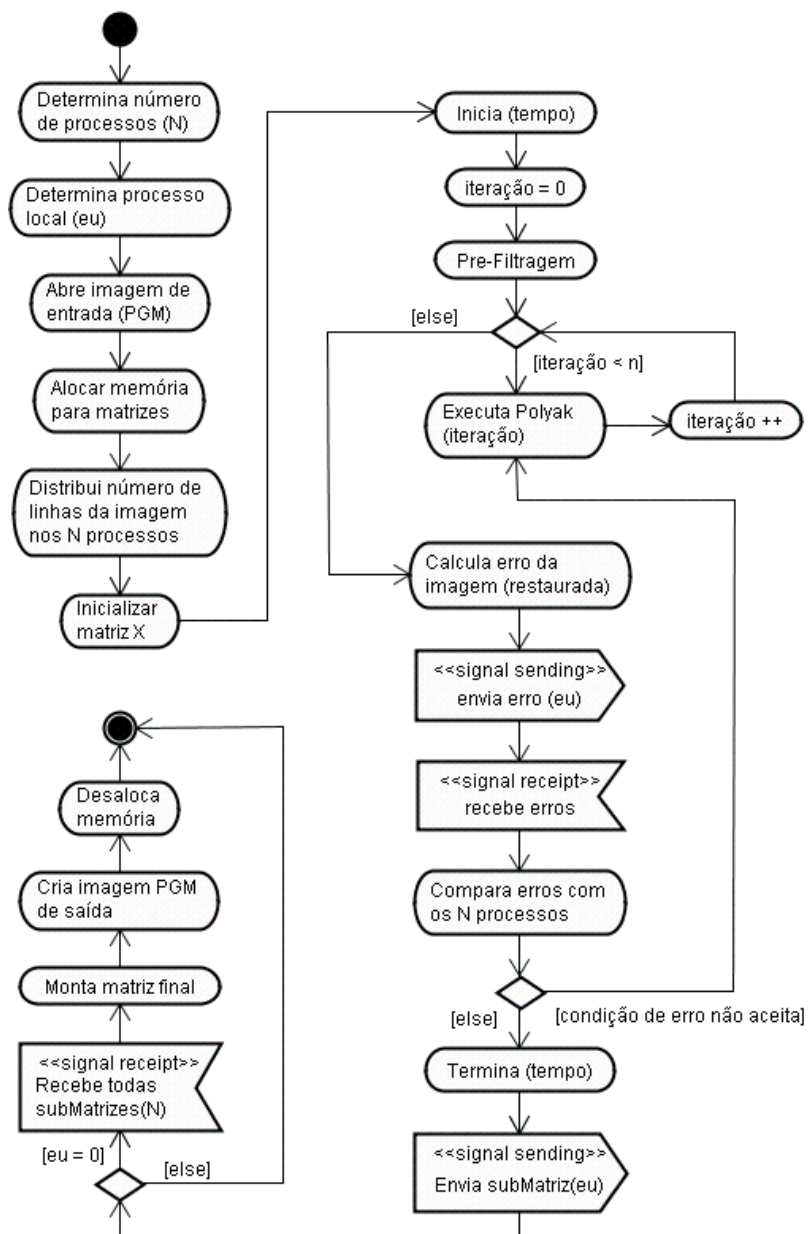 Determina número
de processos (N)
Determina processo
local (eu)
Abre imagem de
entrada (PGM)
Alocar memória
para matrizes
Distribui número de
linhas da imagem
nos N processos
Inicializar
matriz X
Inicia (tempo)
iteração = 0
Pre-Filtragem
[else]
[iteração < n]
Executa Polyak
(iteração)
iteração ++
Calcula erro da
imagem (restaurada)
<<signal sending>>
envia erro (eu)
<<signal receipt>>
recebe erros
Compara erros com
os N processos
[else]
[condição de erro não aceita]
Termina (tempo)
<<signal sending>>
Envia subMatriz(eu)
[eu = 0]
[else]
<<signal receipt>>
Recebe todas
subMatrizes(N)
Monta matriz final
Cria imagem PGM
de saída
Desaloca
memória